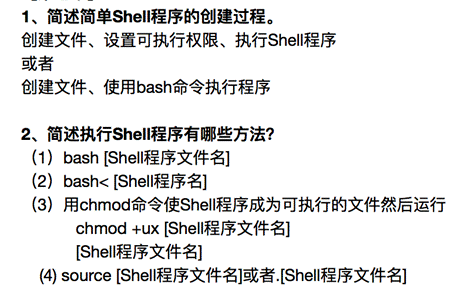 1、简述简单Shell程序的创建过程。
创建文件、设置可执行权限、执行Shell程序
或者
创建文件、使用bash命令执行程序
2、简述执行Shell程序有哪些方法?
（1）bash [Shell程序文件名]
（2）bash< [Shell程序名]
（3）用chmod命令使Shell程序成为可执行的文件然后运行
chmod +ux [Shell程序文件名]
[Shell程序文件名]
(4) source [Shell程序文件名]或者.[Shell程序文件名]